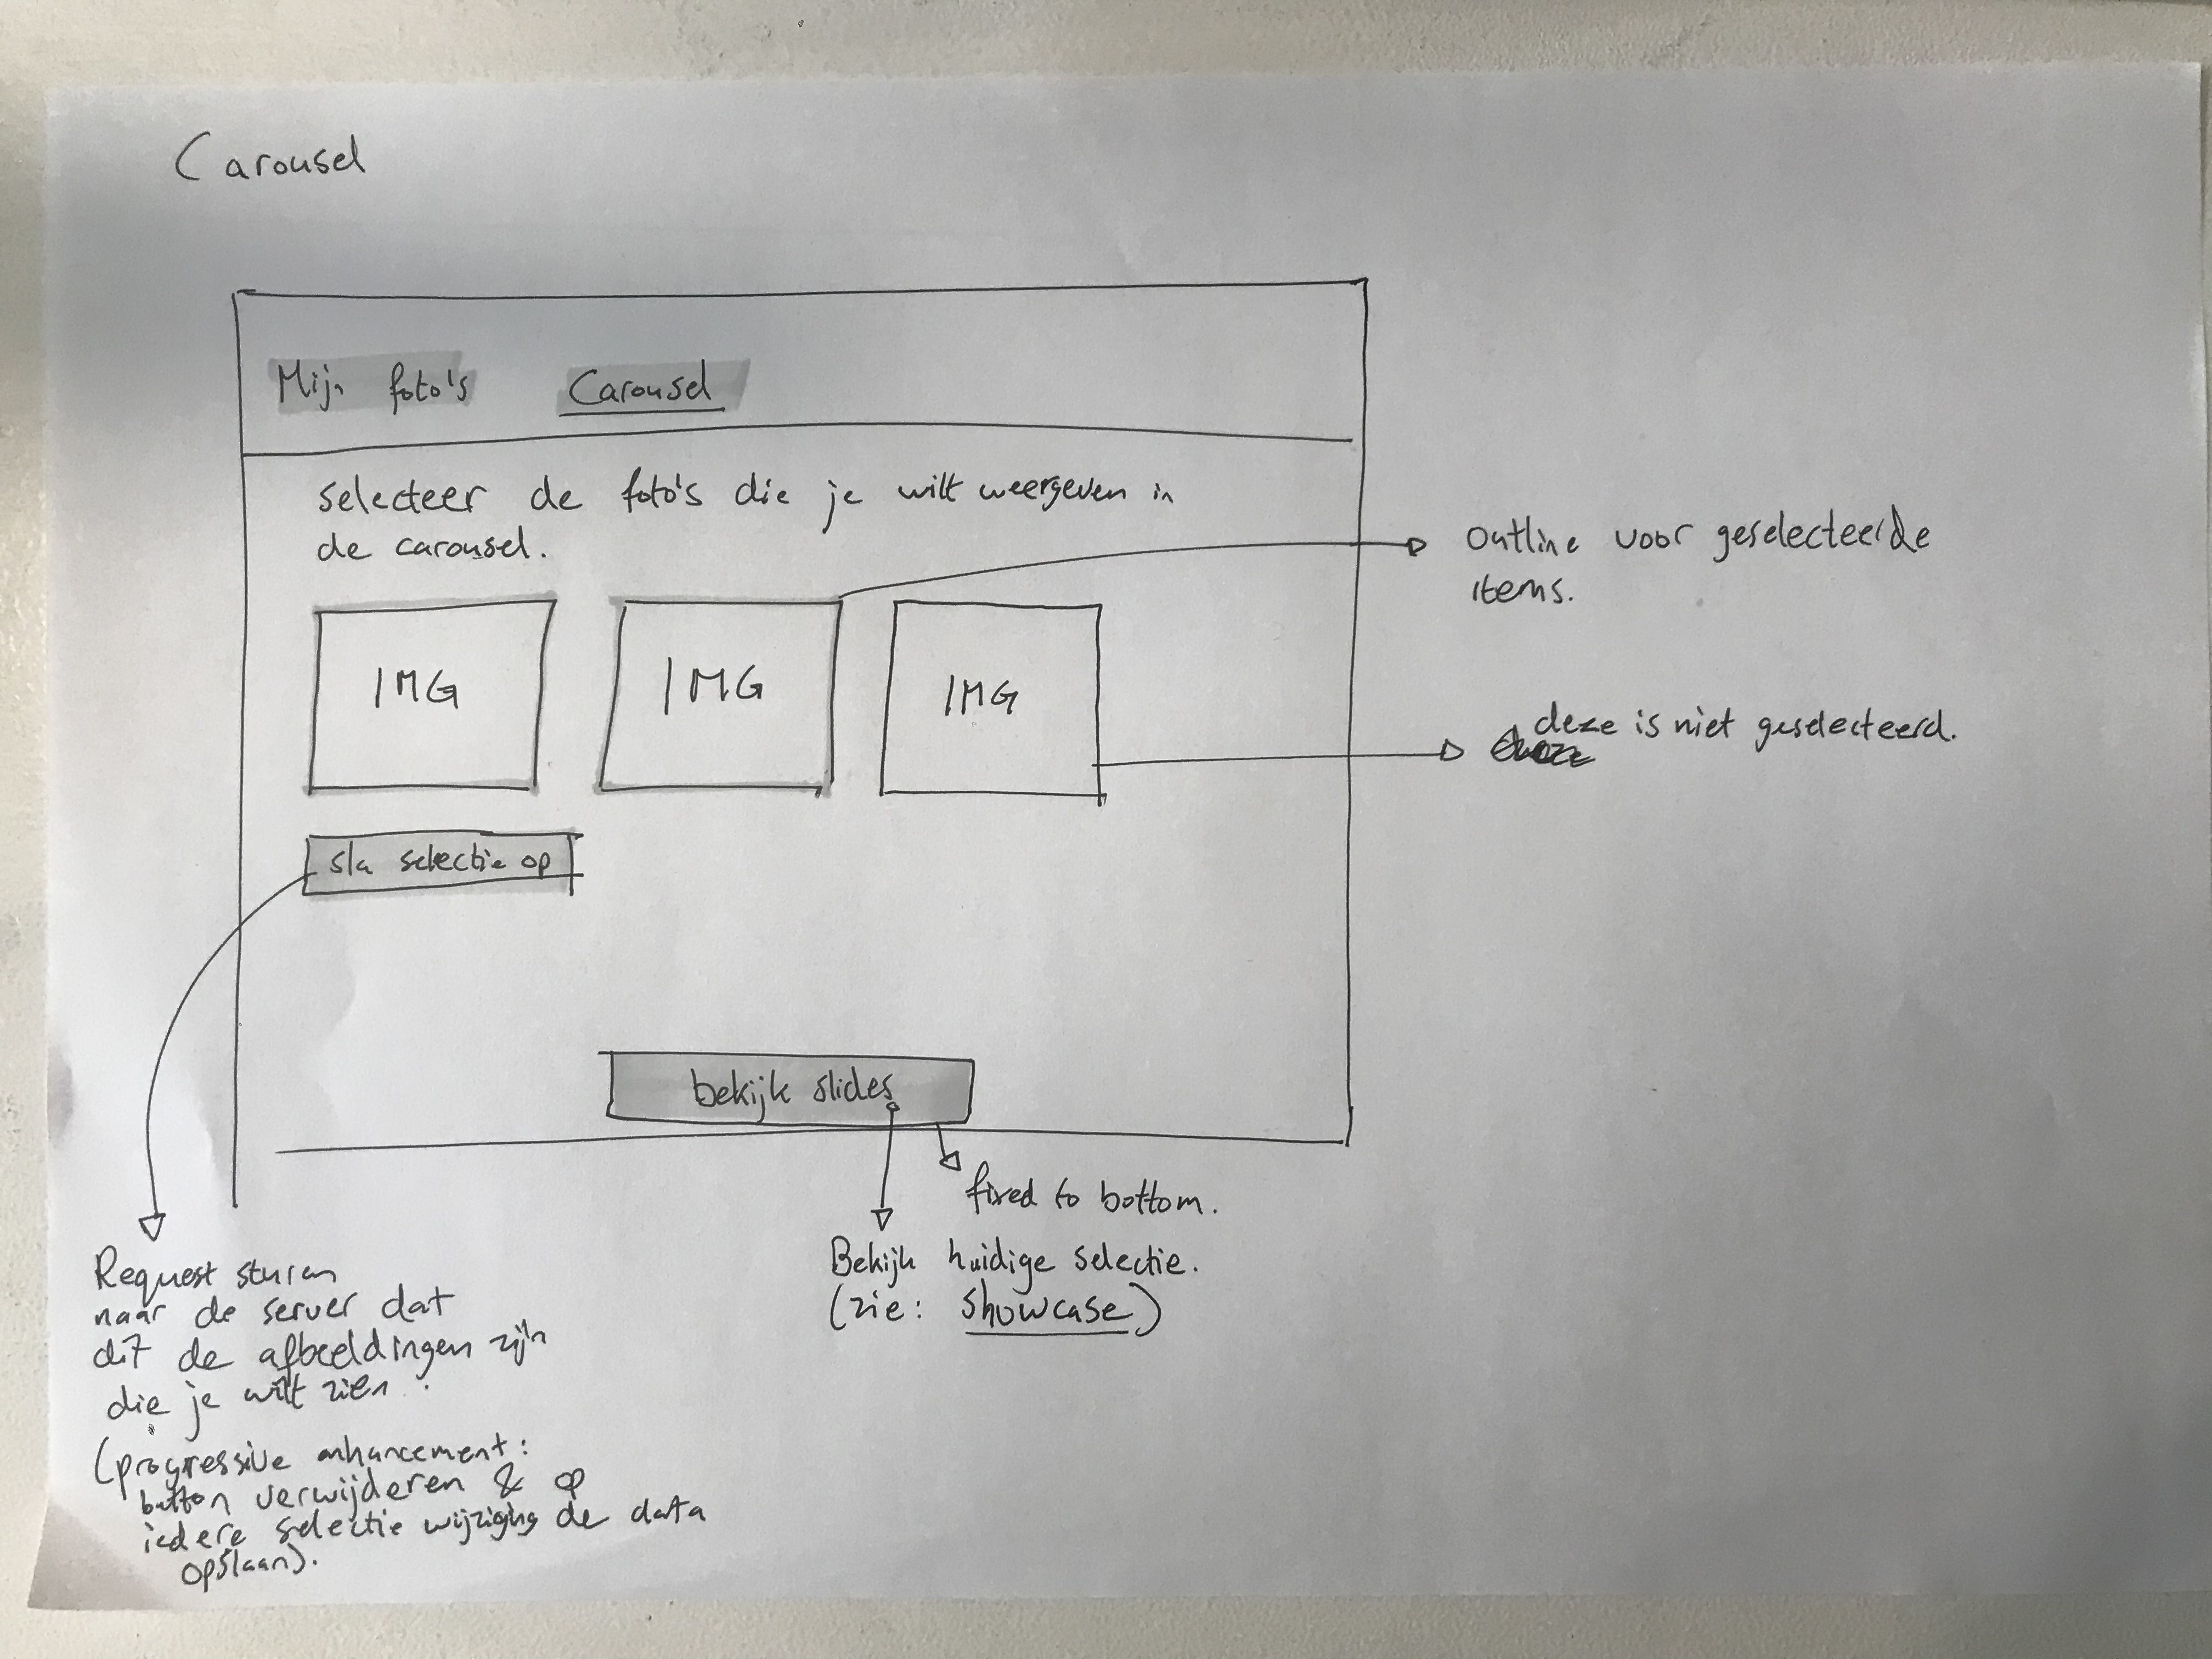 Carousel
Mijn foto's Carousel
selecteer de foto's die je wilt weergeven in
de carousel.
Outline voor geselecteerde
items.
IMG IMG IMG
deze is niet geselecteerd.
sla selectie op
bekijk slides
fixed to bottom.
Bekijk huidige selectie.
(zie: showcase)
Request sturen
naar de server dat
dit de afbeeldingen zijn
die je wilt zien.
(progressive enhancement:
button verwijderen & op
iedere selectie wijziging de data
opslaan).